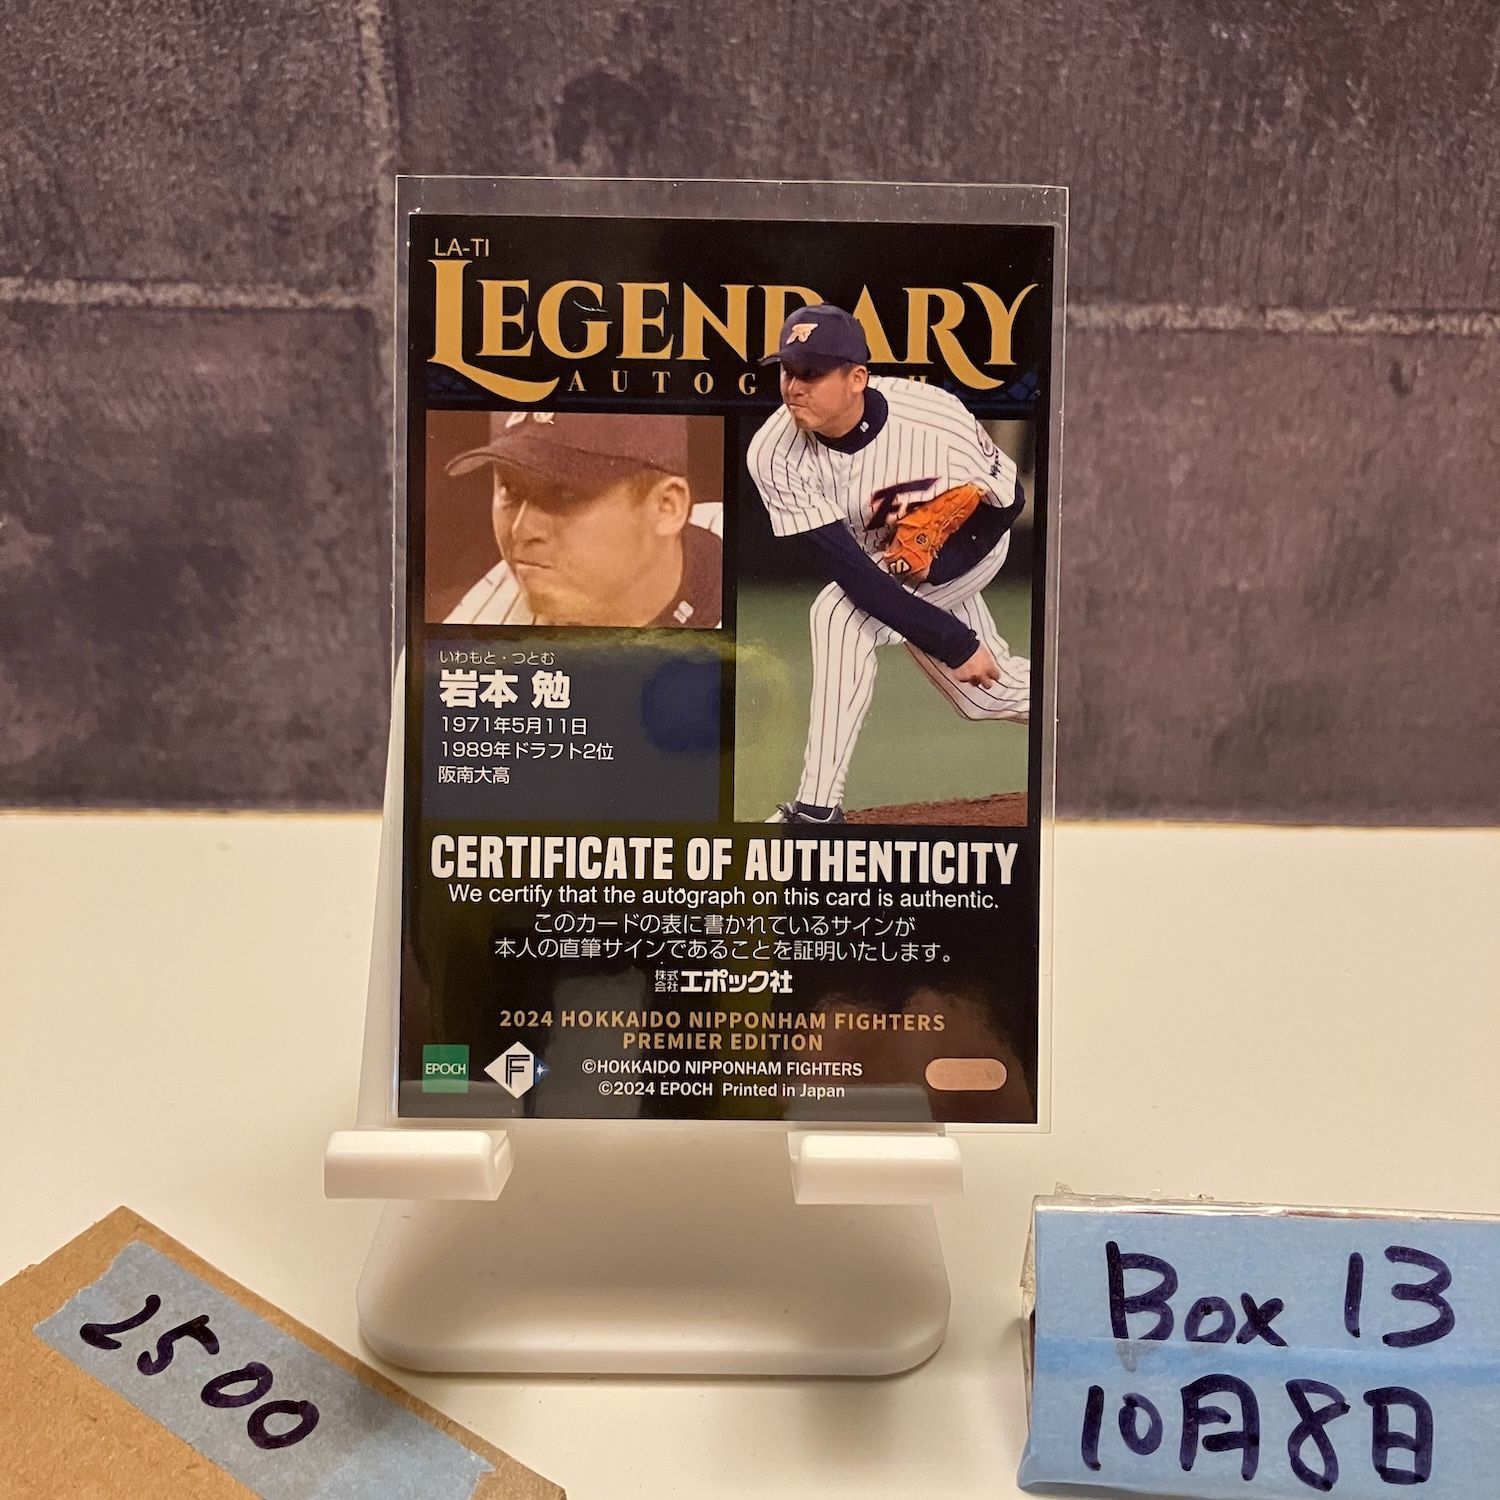 LA-TI
LEGENDARY
いわもと・つとむ
岩本 勉
1971年5月11日
1989年ドラフト2位
阪南大高
CERTIFICATE OF AUTHENTICITY
We certify that the autograph on this card is authentic.
このカードの表に書かれているサインが
本人の直筆サインであることを証明いたします。
株式会社エポック社
2024 HOKKAIDO NIPPONHAM FIGHTERS
PREMIER EDITION
EPOCH
F
©HOKKAIDO NIPPONHAM FIGHTERS
©2024 EPOCH Printed in Japan
2500
Box 13
10月8日